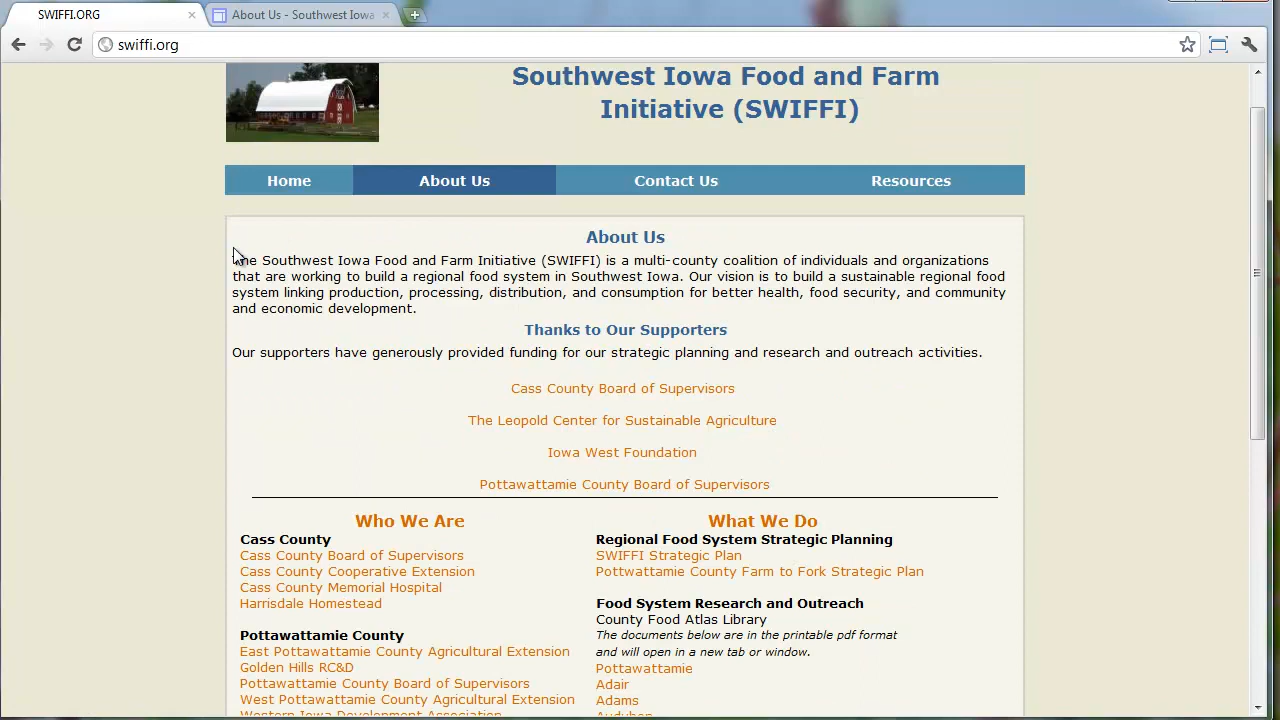 SWIFFI.ORG
About Us - Southwest Iowa
swiffi.org
Southwest Iowa Food and Farm
Initiative (SWIFFI)
Home About Us Contact Us Resources
About Us
The Southwest Iowa Food and Farm Initiative (SWIFFI) is a multi-county coalition of individuals and organizations
that are working to build a regional food system in Southwest Iowa. Our vision is to build a sustainable regional food
system linking production, processing, distribution, and consumption for better health, food security, and community
and economic development.
Thanks to Our Supporters
Our supporters have generously provided funding for our strategic planning and research and outreach activities.
Cass County Board of Supervisors
The Leopold Center for Sustainable Agriculture
Iowa West Foundation
Pottawattamie County Board of Supervisors
Who We Are
Cass County
Cass County Board of Supervisors
Cass County Cooperative Extension
Cass County Memorial Hospital
Harrisdale Homestead
Pottawattamie County
East Pottawattamie County Agricultural Extension
Golden Hills RC&D
Pottawattamie County Board of Supervisors
West Pottawattamie County Agricultural Extension
Western Iowa Development Association
What We Do
Regional Food System Strategic Planning
SWIFFI Strategic Plan
Pottwattamie County Farm to Fork Strategic Plan
Food System Research and Outreach
County Food Atlas Library
The documents below are in the printable pdf format
and will open in a new tab or window.
Pottawattamie
Adair
Adams
Audubon